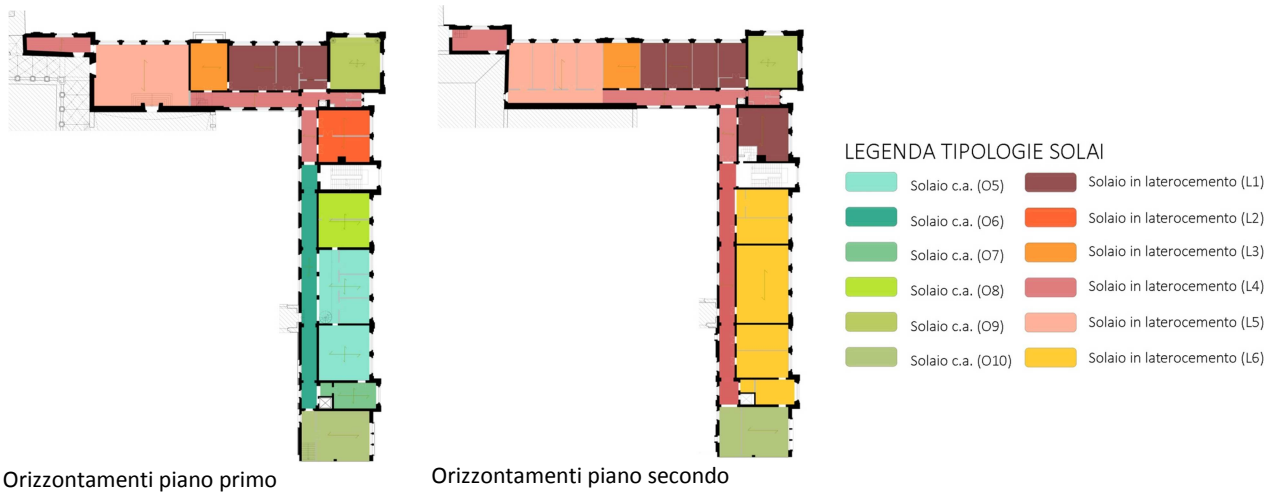 LEGENDA TIPOLOGIE SOLAI
Solaio c.a. (O5)
Solaio c.a. (O6)
Solaio c.a. (O7)
Solaio c.a. (O8)
Solaio c.a. (O9)
Solaio c.a. (O10)
Solaio in laterocemento (L1)
Solaio in laterocemento (L2)
Solaio in laterocemento (L3)
Solaio in laterocemento (L4)
Solaio in laterocemento (L5)
Solaio in laterocemento (L6)
Orizzontamenti piano primo
Orizzontamenti piano secondo